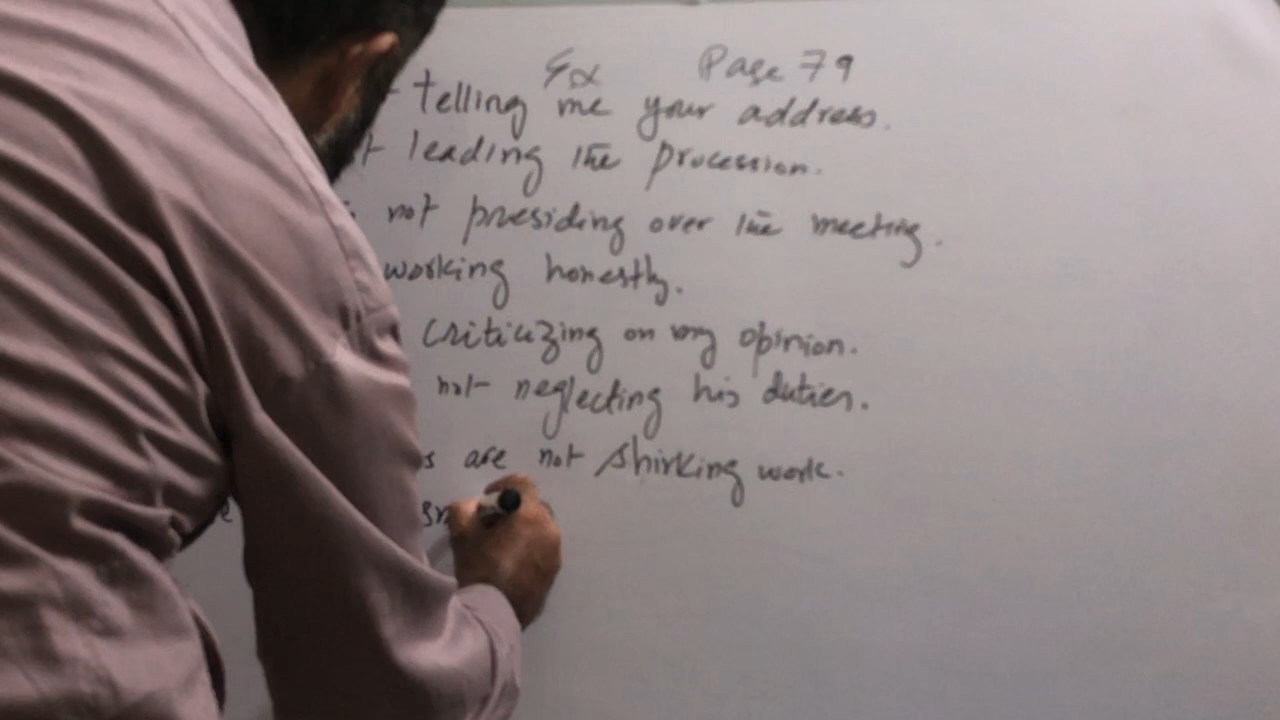 Ex Page 79
telling me your address.
leading the procession.
not presiding over the meeting.
working honestly.
criticizing on my opinion.
not neglecting his duties.
are not shirking work.